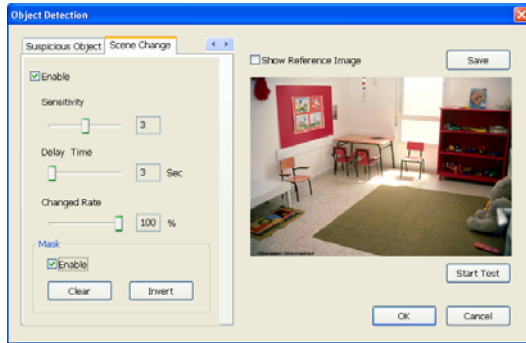 Object Detection
Suspicious Object
Scene Change
Show Reference Image
Save
Enable
Sensitivity
3
Delay Time
3 Sec
Changed Rate
100 %
Mask
Enable
Clear
Invert
Start Test
OK
Cancel